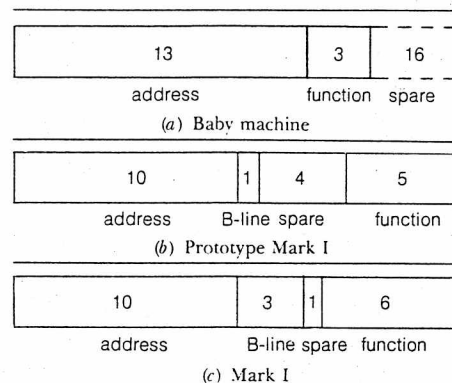 13 3 16
address function spare
(a) Baby machine
10 1 4 5
address B-line spare function
(b) Prototype Mark I
10 3 1 6
address B-line spare function
(c) Mark I